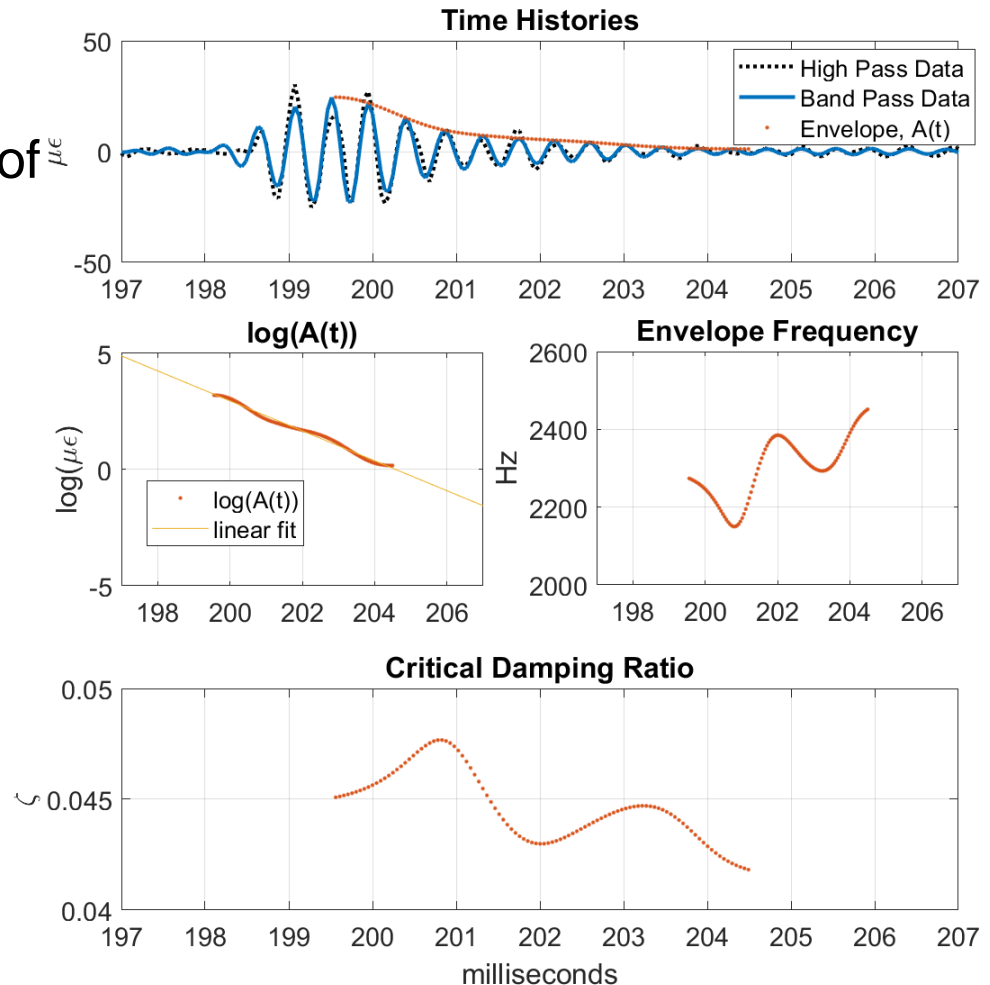 Time Histories
50
0
-50
of με
High Pass Data
Band Pass Data
Envelope, A(t)
197 198 199 200 201 202 203 204 205 206 207
log(A(t))
5
0
-5
log(με)
log(A(t))
linear fit
198 200 202 204 206
Envelope Frequency
2600
2400
2200
2000
Hz
198 200 202 204 206
Critical Damping Ratio
0.05
0.045
0.04
ζ
197 198 199 200 201 202 203 204 205 206 207
milliseconds